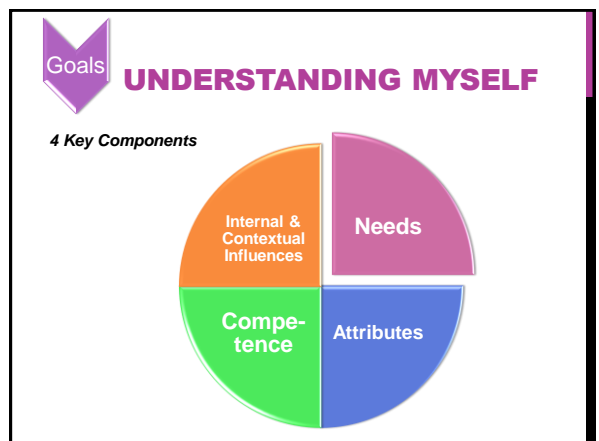 Goals
UNDERSTANDING MYSELF
4 Key Components
Internal &
Contextual
Influences
Needs
Compe-
tence
Attributes